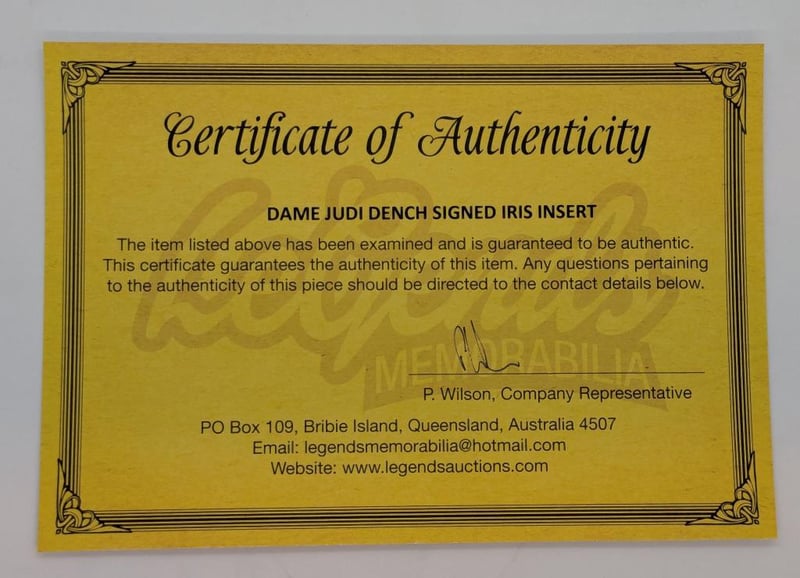 Certificate of Authenticity
Legends
MEMORABILIA
DAME JUDI DENCH SIGNED IRIS INSERT
The item listed above has been examined and is guaranteed to be authentic.
This certificate guarantees the authenticity of this item. Any questions pertaining
to the authenticity of this piece should be directed to the contact details below.
P. Wilson, Company Representative
PO Box 109, Bribie Island, Queensland, Australia 4507
Email: legendsmemorabilia@hotmail.com
Website: www.legendsauctions.com